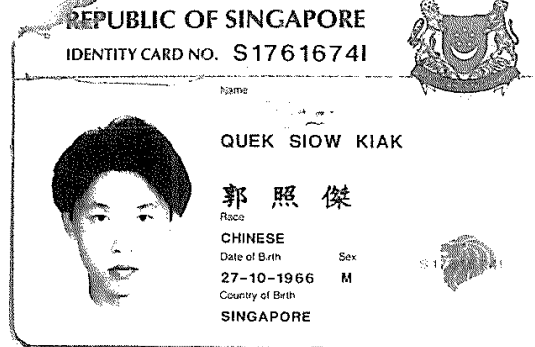 REPUBLIC OF SINGAPORE
IDENTITY CARD NO. S1761674I
Name
QUEK SIOW KIAK
郭照傑
Race
CHINESE
Date of Birth Sex
27-10-1966 M
Country of Birth
SINGAPORE